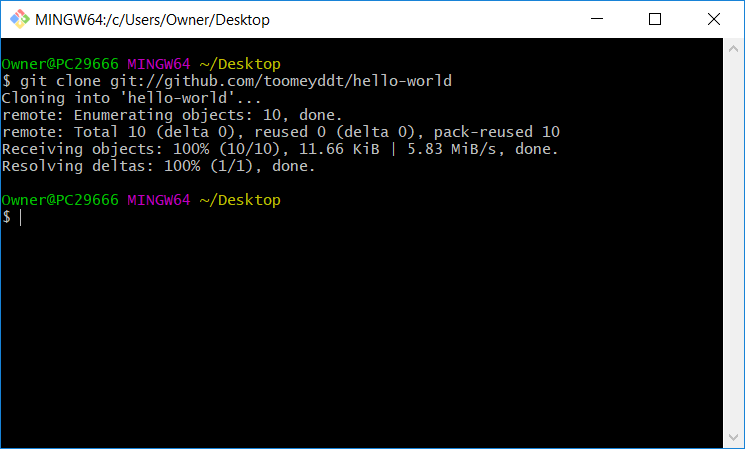 MINGW64:/c/Users/Owner/Desktop
Owner@PC29666 MINGW64 ~/Desktop
$ git clone git://github.com/toomeyddt/hello-world
Cloning into 'hello-world'...
remote: Enumerating objects: 10, done.
remote: Total 10 (delta 0), reused 0 (delta 0), pack-reused 10
Receiving objects: 100% (10/10), 11.66 KiB | 5.83 MiB/s, done.
Resolving deltas: 100% (1/1), done.
Owner@PC29666 MINGW64 ~/Desktop
$